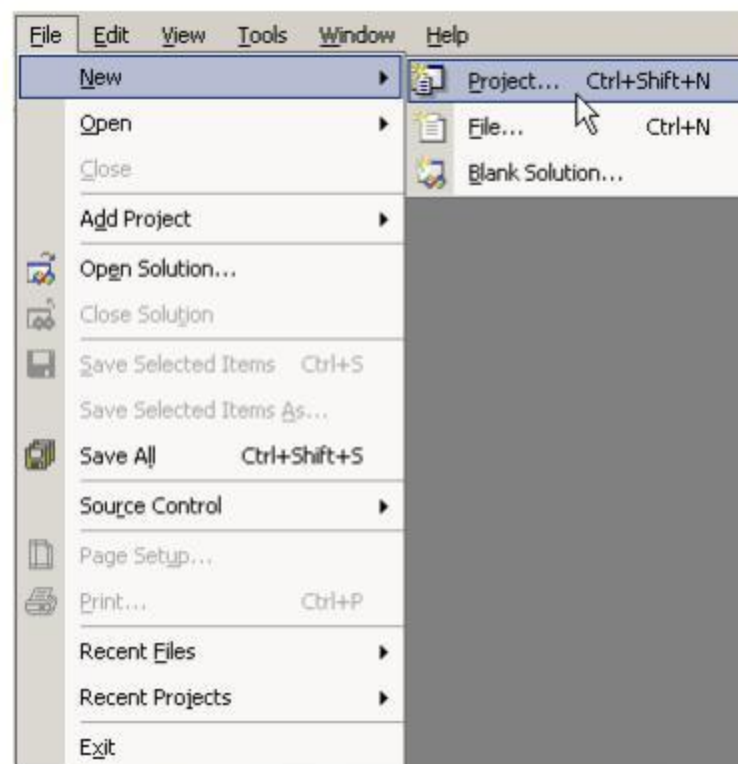 File Edit View Tools Window Help
New
Project... Ctrl+Shift+N
Open
File... Ctrl+N
Close
Blank Solution...
Add Project
Open Solution...
Close Solution
Save Selected Items Ctrl+S
Save Selected Items As...
Save All Ctrl+Shift+S
Source Control
Page Setup...
Print... Ctrl+P
Recent Files
Recent Projects
Exit